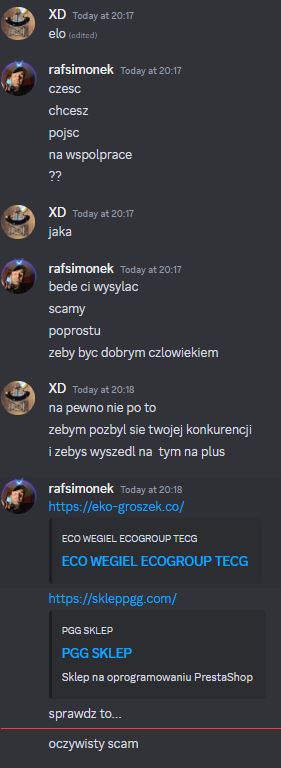 XD Today at 20:17
elo (edited)
rafsimonek Today at 20:17
czesc
chcesz
pojsc
na wspolprace
??
XD Today at 20:17
jaka
rafsimonek Today at 20:17
bede ci wysylac
scamy
poprostu
zeby byc dobrym czlowiekem
XD Today at 20:18
na pewno nie po to
zebym pozbyl sie twojej konkurencji
i zebys wyszedl na tym na plus
rafsimonek Today at 20:18
https://eko-groszek.co/
ECO WEGIEL ECOGROUP TECG
ECO WEGIEL ECOGROUP TECG
https://skleppgg.com/
PGG SKLEP
PGG SKLEP
Sklep na oprogramowaniu PrestaShop
sprawdz to...
oczywisty scam